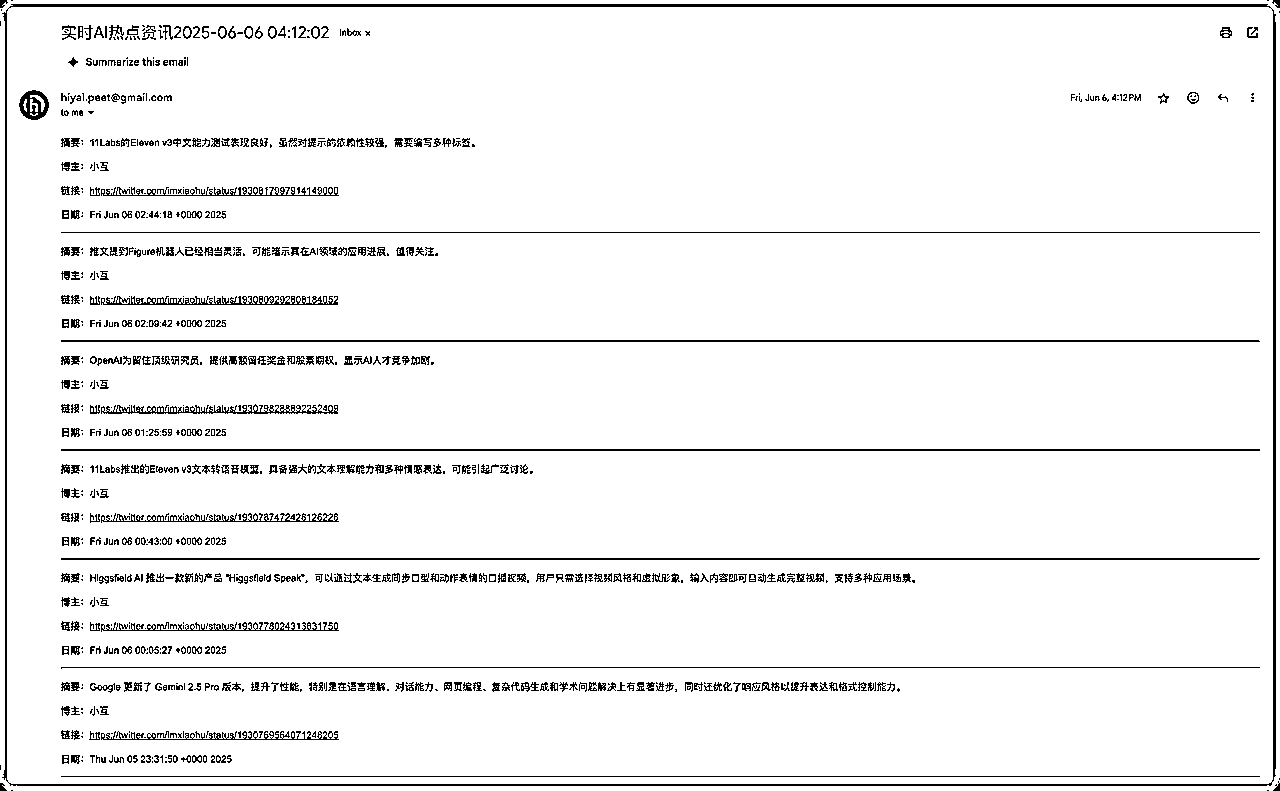 实时AI热点资讯2025-06-06 04:12:02 Inbox x
Summarize this email
hiyal.peet@gmail.com Fri, Jun 6, 4:12 PM
to me
摘要：11Labs的Eleven v3中文能力测试表现良好，虽然对提示的依赖性较强，需要编写多种标签。
博主：小互
链接：https://twitter.com/imxiaohu/status/1930817997914149000
日期：Fri Jun 06 02:44:18 +0000 2025
摘要：推文提到Figure机器人已经相当灵活，可能暗示其在AI领域的应用进展，值得关注。
博主：小互
链接：https://twitter.com/imxiaohu/status/1930809292808184052
日期：Fri Jun 06 02:09:42 +0000 2025
摘要：OpenAI为留住顶级研究员，提供高额留任奖金和股票期权，显示AI人才竞争加剧。
博主：小互
链接：https://twitter.com/imxiaohu/status/1930798288892252409
日期：Fri Jun 06 01:25:59 +0000 2025
摘要：11Labs推出的Eleven v3文本转语音模型，具备强大的文本理解能力和多种情感表达，可能引起广泛讨论。
博主：小互
链接：https://twitter.com/imxiaohu/status/1930787472426126226
日期：Fri Jun 06 00:43:00 +0000 2025
摘要：Higgsfield AI 推出一款新的产品 "Higgsfield Speak"，可以通过文本生成同步口型和动作表情的口播视频，用户只需选择视频风格和虚拟形象，输入内容即可自动生成完整视频，支持多种应用场景。
博主：小互
链接：https://twitter.com/imxiaohu/status/1930778024313831750
日期：Fri Jun 06 00:05:27 +0000 2025
摘要：Google 更新了 Gemini 2.5 Pro 版本，提升了性能，特别是在语言理解、对话能力、网页编程、复杂代码生成和学术问题解决上有显著进步，同时还优化了响应风格以提升表达和格式控制能力。
博主：小互
链接：https://twitter.com/imxiaohu/status/1930769564071248205
日期：Thu Jun 05 23:31:50 +0000 2025